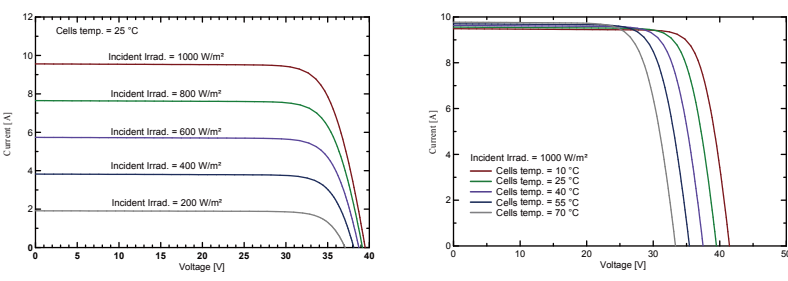 12
10
8
6
4
2
0
Current [A]
Cells temp. = 25 °C
Incident Irrad. = 1000 W/m²
Incident Irrad. = 800 W/m²
Incident Irrad. = 600 W/m²
Incident Irrad. = 400 W/m²
Incident Irrad. = 200 W/m²
0 5 10 15 20 25 30 35 40
Voltage [V]
10
8
6
4
2
0
Current [A]
Incident Irrad. = 1000 W/m²
Cells temp. = 10 °C
Cells temp. = 25 °C
Cells temp. = 40 °C
Cells temp. = 55 °C
Cells temp. = 70 °C
0 10 20 30 40 50
Voltage [V]